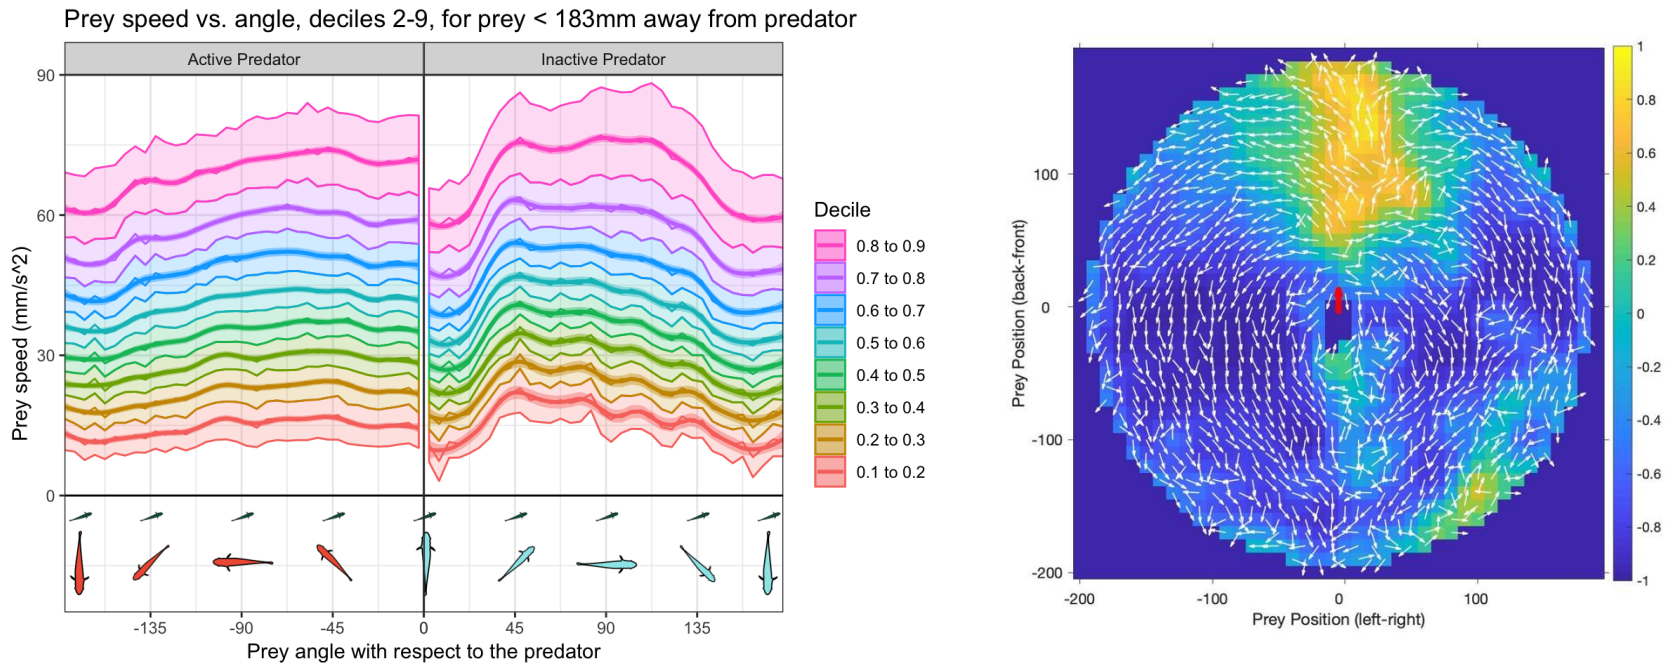 Prey speed vs. angle, deciles 2-9, for prey < 183mm away from predator
Active Predator
Inactive Predator
90
60
30
0
Prey speed (mm/s^2)
-135
-90
-45
0
45
90
135
Prey angle with respect to the predator
Decile
0.8 to 0.9
0.7 to 0.8
0.6 to 0.7
0.5 to 0.6
0.4 to 0.5
0.3 to 0.4
0.2 to 0.3
0.1 to 0.2
Prey Position (back-front)
100
0
-100
-200
-200
-100
0
100
Prey Position (left-right)
1
0.8
0.6
0.4
0.2
0
-0.2
-0.4
-0.6
-0.8
-1